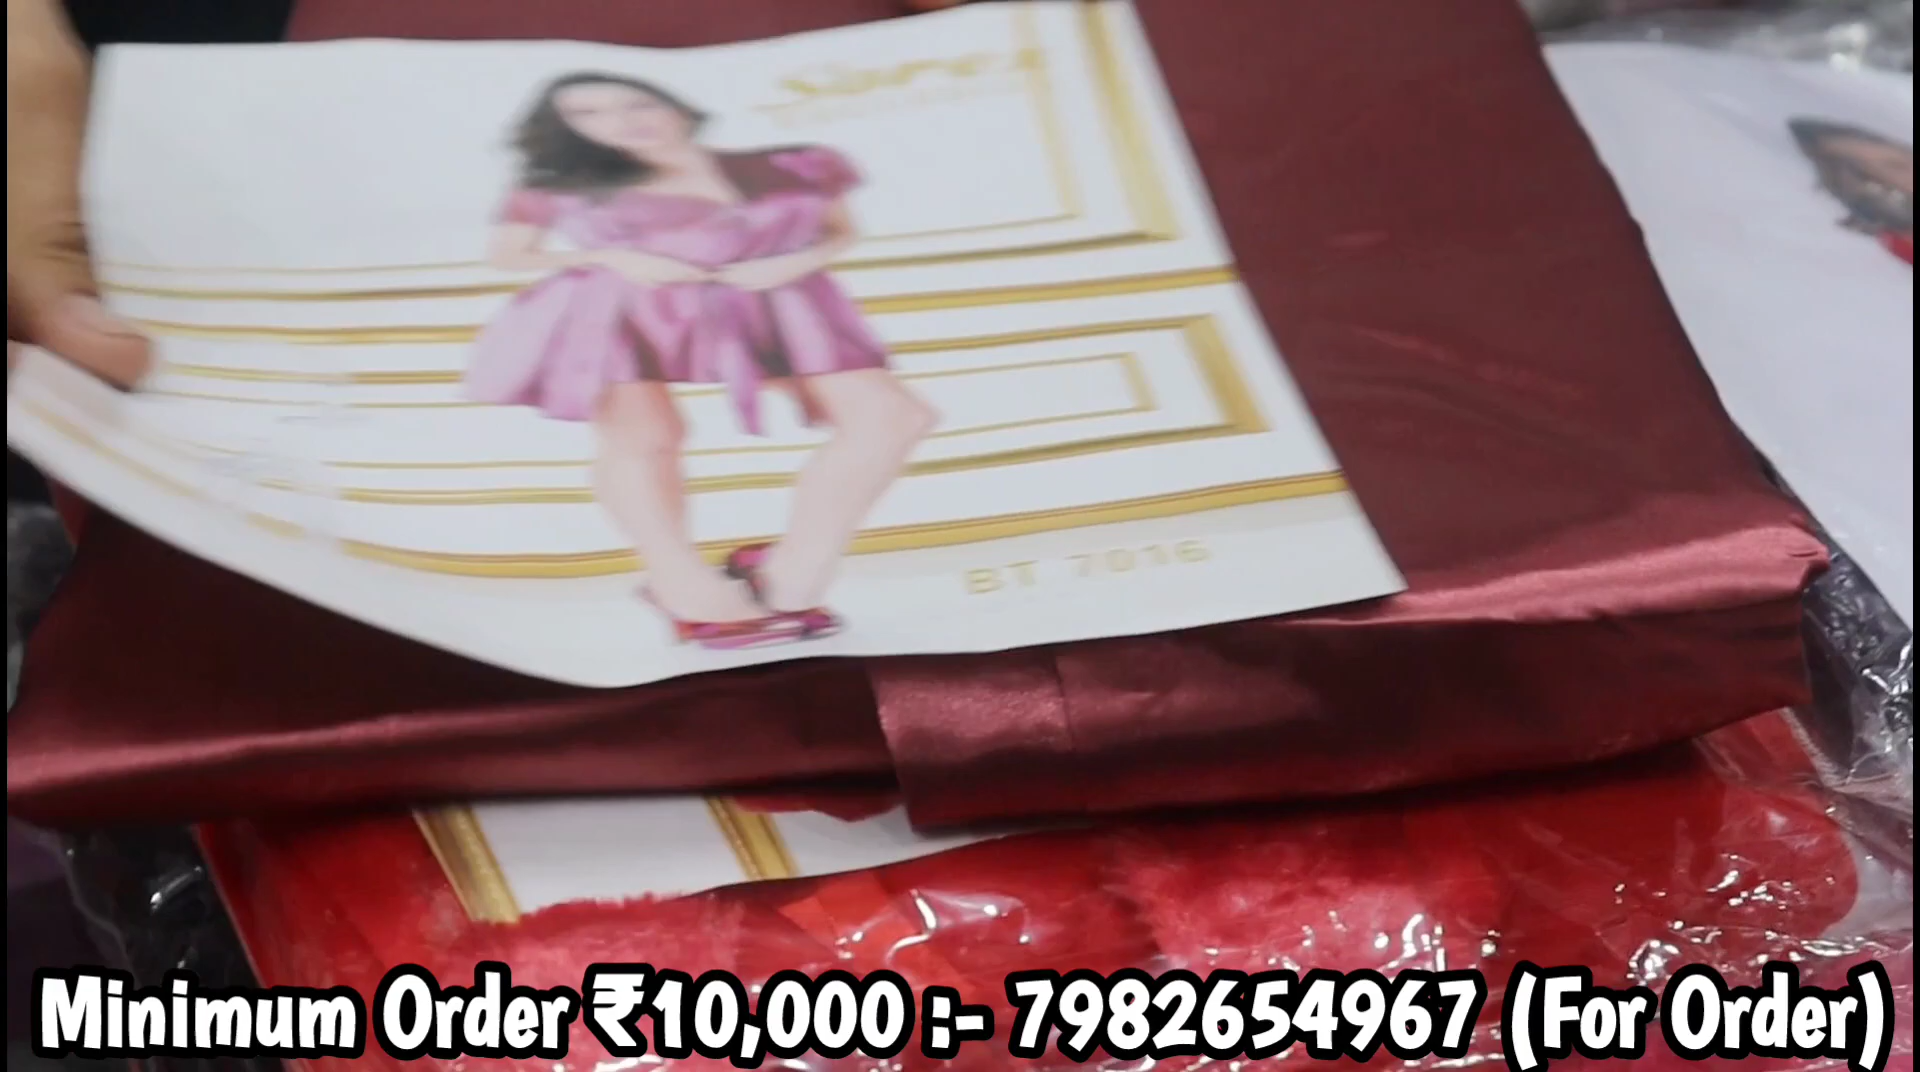 BT 7016
Minimum Order ₹10,000 :- 7982654967 (For Order)